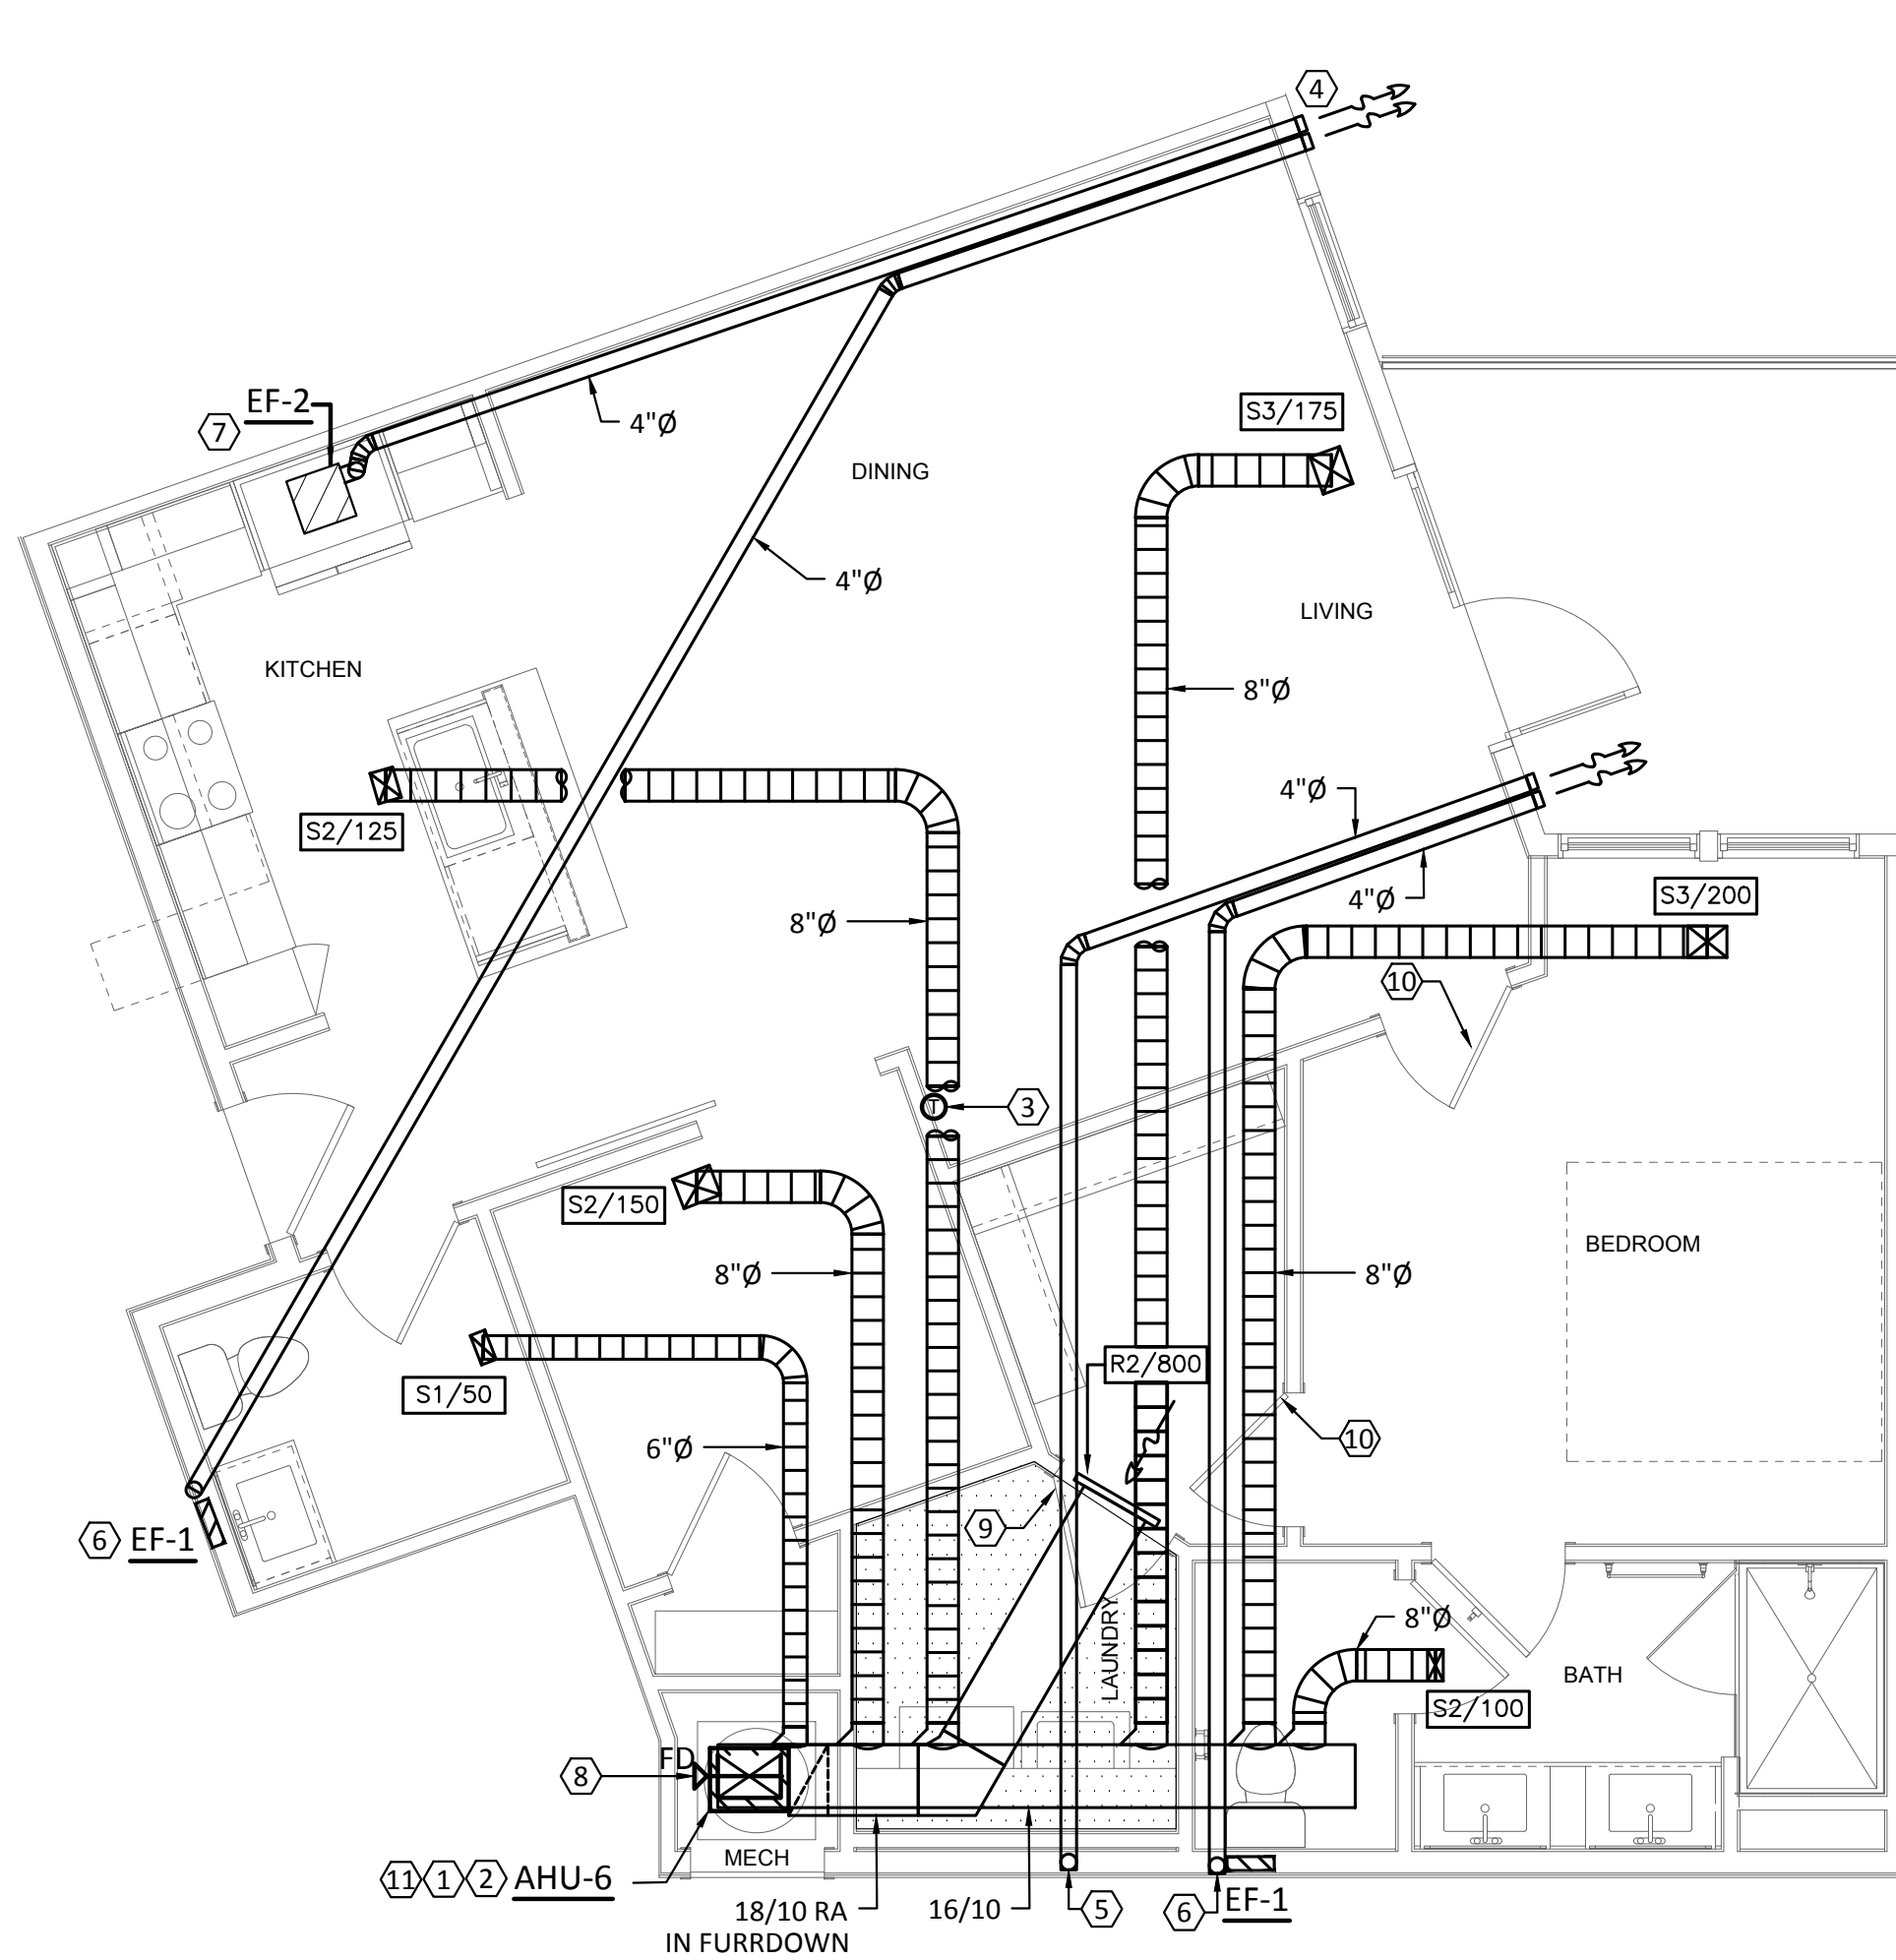 4
EF-2
7
4"Ø
S3/175
DINING
4"Ø
LIVING
KITCHEN
8"Ø
4"Ø
S2/125
4"Ø
S3/200
8"Ø
10
T
3
S2/150
BEDROOM
8"Ø
8"Ø
R2/800
S1/50
6"Ø
10
9
6 EF-1
LAUNDRY
8"Ø
BATH
S2/100
FD
8
MECH
11 1 2 AHU-6
18/10 RA
IN FURRDOWN
16/10
5
6 EF-1